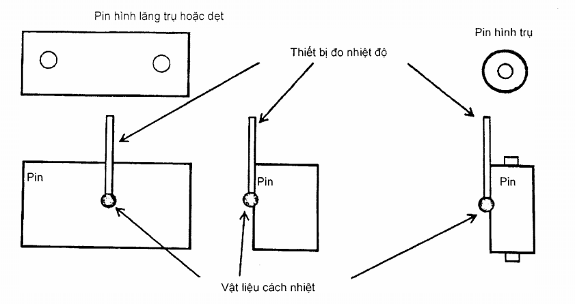 Pin hình lăng trụ hoặc dẹt
Pin hình trụ
Thiết bị đo nhiệt độ
Pin
Pin
Pin
Vật liệu cách nhiệt